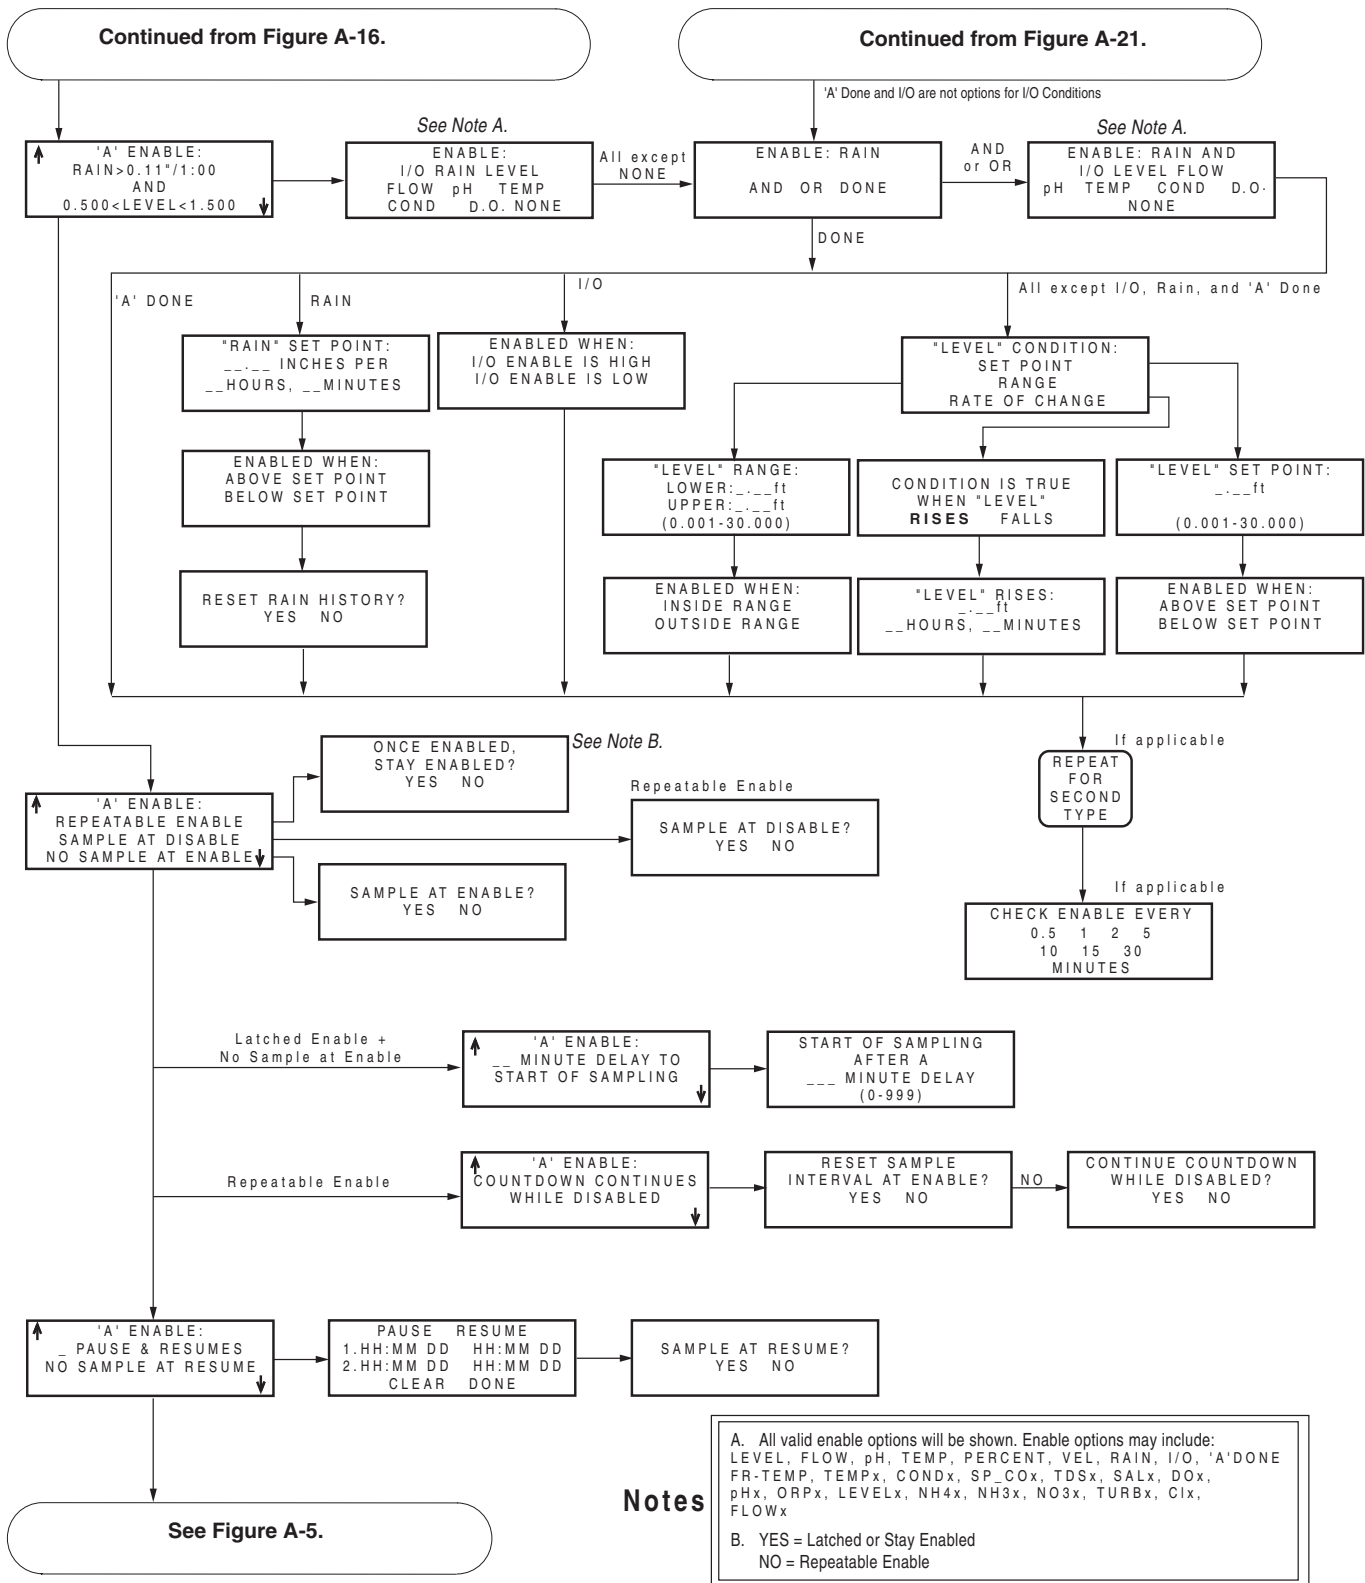 Continued from Figure A-16.
Continued from Figure A-21.
'A' Done and I/O are not options for I/O Conditions
See Note A.
See Note A.
'A' ENABLE:
RAIN>0.11"/1:00
AND
0.500<LEVEL<1.500
ENABLE:
I/O RAIN LEVEL
FLOW pH TEMP
COND D.O. NONE
All except
NONE
ENABLE: RAIN
AND OR DONE
AND
or OR
ENABLE: RAIN AND
I/O LEVEL FLOW
pH TEMP COND D.O.
NONE
DONE
'A' DONE
RAIN
I/O
All except I/O, Rain, and 'A' Done
"RAIN" SET POINT:
__.__ INCHES PER
__HOURS, __MINUTES
ENABLED WHEN:
I/O ENABLE IS HIGH
I/O ENABLE IS LOW
"LEVEL" CONDITION:
SET POINT
RANGE
RATE OF CHANGE
ENABLED WHEN:
ABOVE SET POINT
BELOW SET POINT
"LEVEL" RANGE:
LOWER:_.__ft
UPPER:_.__ft
(0.001-30.000)
CONDITION IS TRUE
WHEN "LEVEL"
RISES FALLS
"LEVEL" SET POINT:
_.__ft
(0.001-30.000)
RESET RAIN HISTORY?
YES NO
ENABLED WHEN:
INSIDE RANGE
OUTSIDE RANGE
"LEVEL" RISES:
_.__ft
__HOURS, __MINUTES
ENABLED WHEN:
ABOVE SET POINT
BELOW SET POINT
If applicable
REPEAT
FOR
SECOND
TYPE
If applicable
CHECK ENABLE EVERY
0.5 1 2 5
10 15 30
MINUTES
ONCE ENABLED,
STAY ENABLED?
YES NO
See Note B.
'A' ENABLE:
REPEATABLE ENABLE
SAMPLE AT DISABLE
NO SAMPLE AT ENABLE
Repeatable Enable
SAMPLE AT DISABLE?
YES NO
SAMPLE AT ENABLE?
YES NO
Latched Enable +
No Sample at Enable
'A' ENABLE:
__ MINUTE DELAY TO
START OF SAMPLING
START OF SAMPLING
AFTER A
___ MINUTE DELAY
(0-999)
Repeatable Enable
'A' ENABLE:
COUNTDOWN CONTINUES
WHILE DISABLED
RESET SAMPLE
INTERVAL AT ENABLE?
YES NO
NO
CONTINUE COUNTDOWN
WHILE DISABLED?
YES NO
'A' ENABLE:
_ PAUSE & RESUMES
NO SAMPLE AT RESUME
PAUSE RESUME
1.HH:MM DD HH:MM DD
2.HH:MM DD HH:MM DD
CLEAR DONE
SAMPLE AT RESUME?
YES NO
See Figure A-5.
Notes
A. All valid enable options will be shown. Enable options may include:
LEVEL, FLOW, pH, TEMP, PERCENT, VEL, RAIN, I/O, 'A'DONE
FR-TEMP, TEMPx, CONDx, SP_COx, TDSx, SALx, DOx,
pHx, ORPx, LEVELx, NH4x, NH3x, NO3x, TURBx, Clx,
FLOWx
B. YES = Latched or Stay Enabled
NO = Repeatable Enable